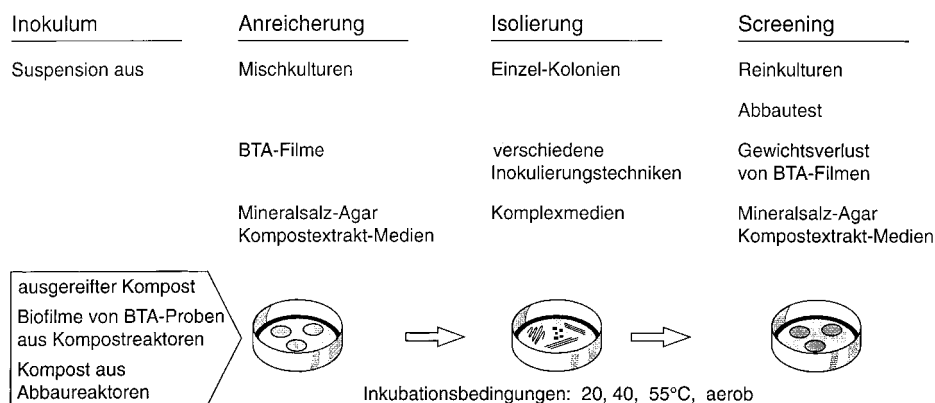 Inokulum
Anreicherung
Isolierung
Screening
Suspension aus
Mischkulturen
Einzel-Kolonien
Reinkulturen
Abbautest
BTA-Filme
verschiedene
Inokulierungstechniken
Gewichtsverlust
von BTA-Filmen
Mineralsalz-Agar
Kompostextrakt-Medien
Komplexmedien
Mineralsalz-Agar
Kompostextrakt-Medien
ausgereifter Kompost
Biofilme von BTA-Proben
aus Kompostreaktoren
Kompost aus
Abbaureaktoren
Inkubationsbedingungen: 20, 40, 55°C, aerob